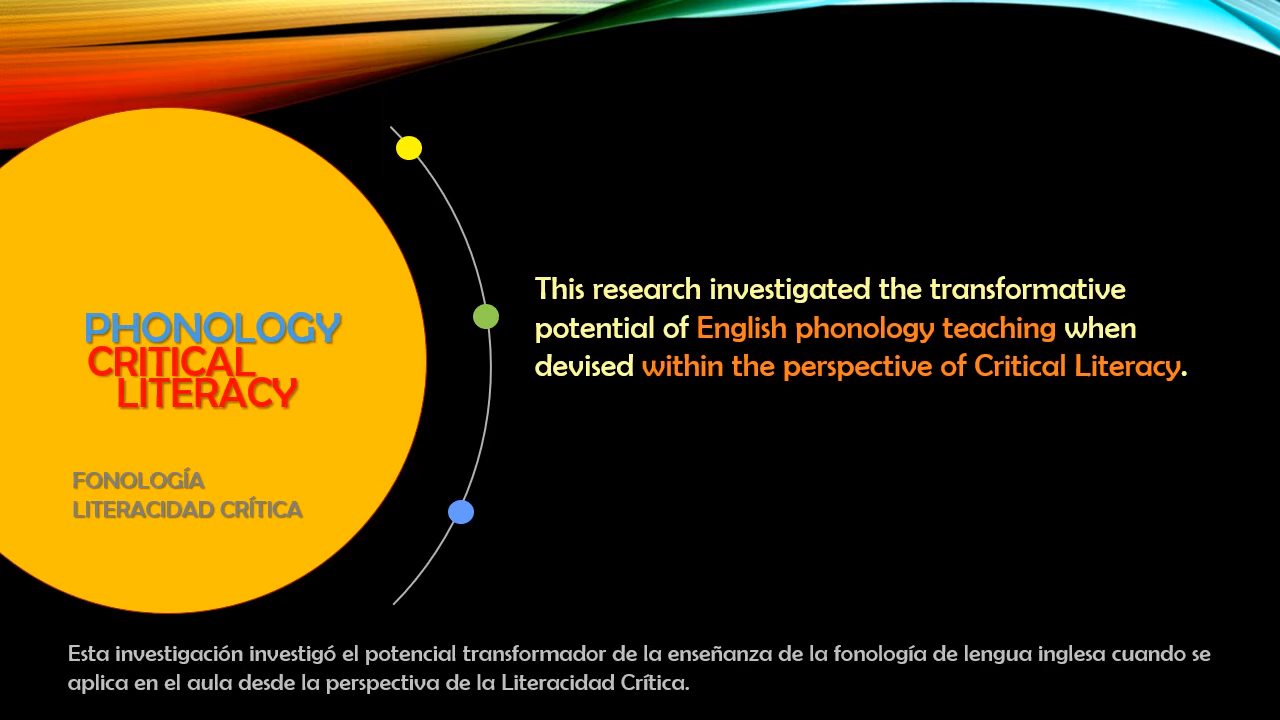 PHONOLOGY
CRITICAL
LITERACY
FONOLOGÍA
LITERACIDAD CRÍTICA
This research investigated the transformative
potential of English phonology teaching when
devised within the perspective of Critical Literacy.
Esta investigación investigó el potencial transformador de la enseñanza de la fonología de lengua inglesa cuando se
aplica en el aula desde la perspectiva de la Literacidad Crítica.